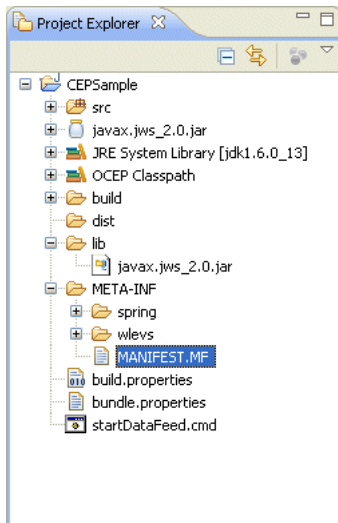 Project Explorer
CEPSample
src
javax.jws_2.0.jar
JRE System Library [jdk1.6.0_13]
OCEP Classpath
build
dist
lib
javax.jws_2.0.jar
META-INF
spring
wlevs
MANIFEST.MF
build.properties
bundle.properties
startDataFeed.cmd